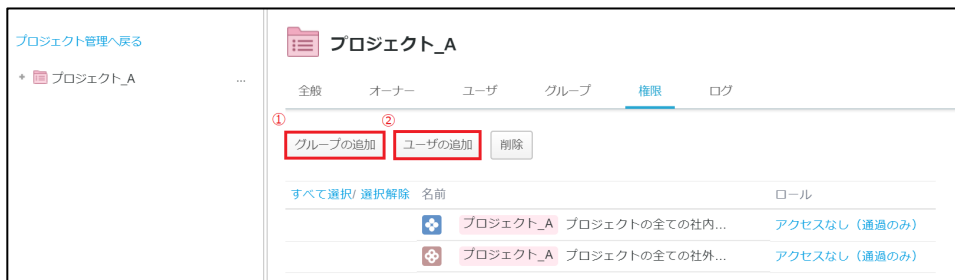 プロジェクト管理へ戻る
プロジェクト_A
...
プロジェクト_A
全般 オーナー ユーザ グループ 権限 ログ
① ②
グループの追加 ユーザの追加 削除
すべて選択/ 選択解除 名前 ロール
プロジェクト_A プロジェクトの全ての社内... アクセスなし（通過のみ）
プロジェクト_A プロジェクトの全ての社外... アクセスなし（通過のみ）